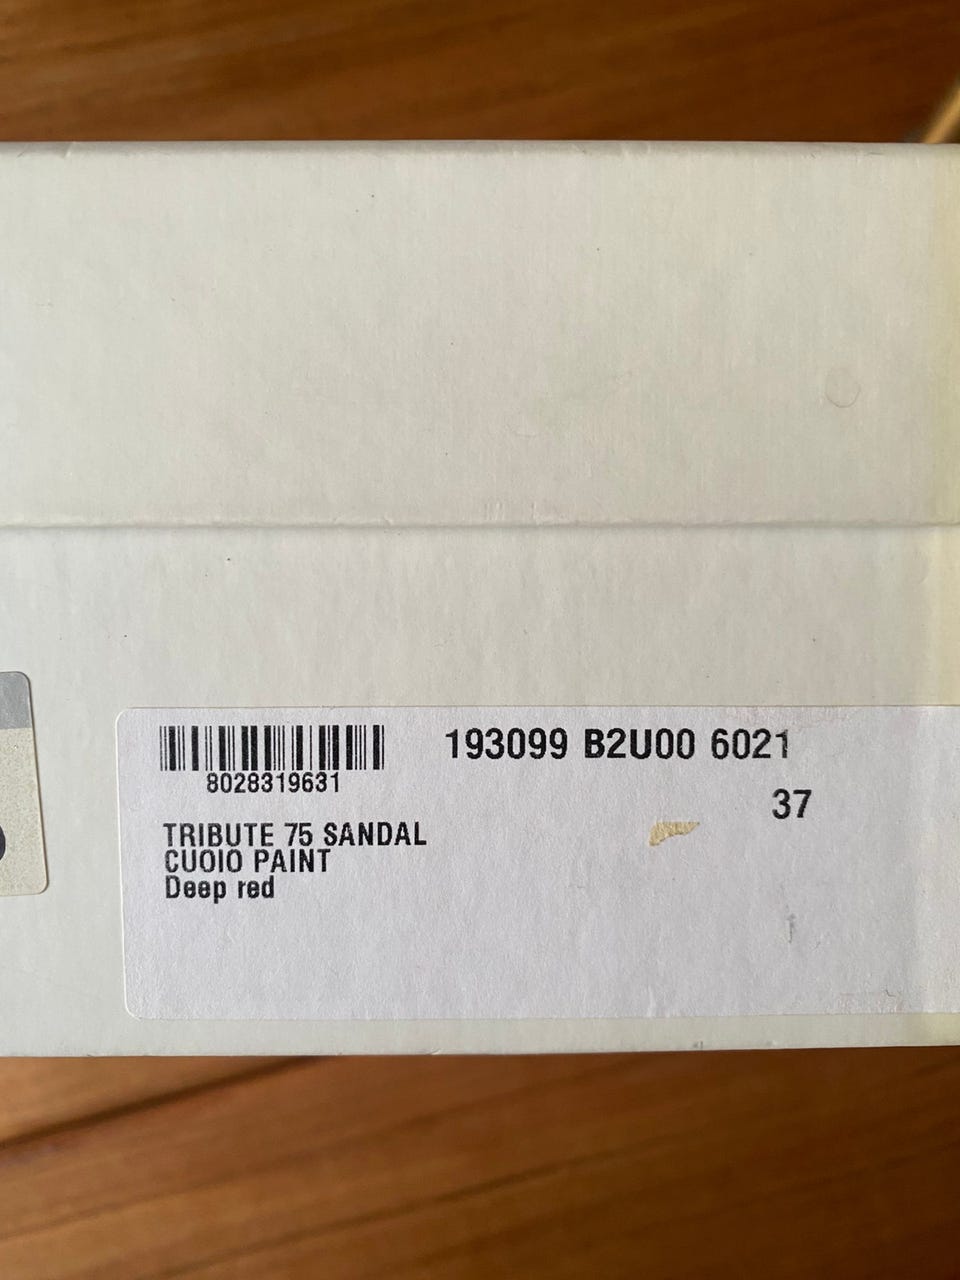 193099 B2U00 6021
8028319631
37
TRIBUTE 75 SANDAL
CUOIO PAINT
Deep red